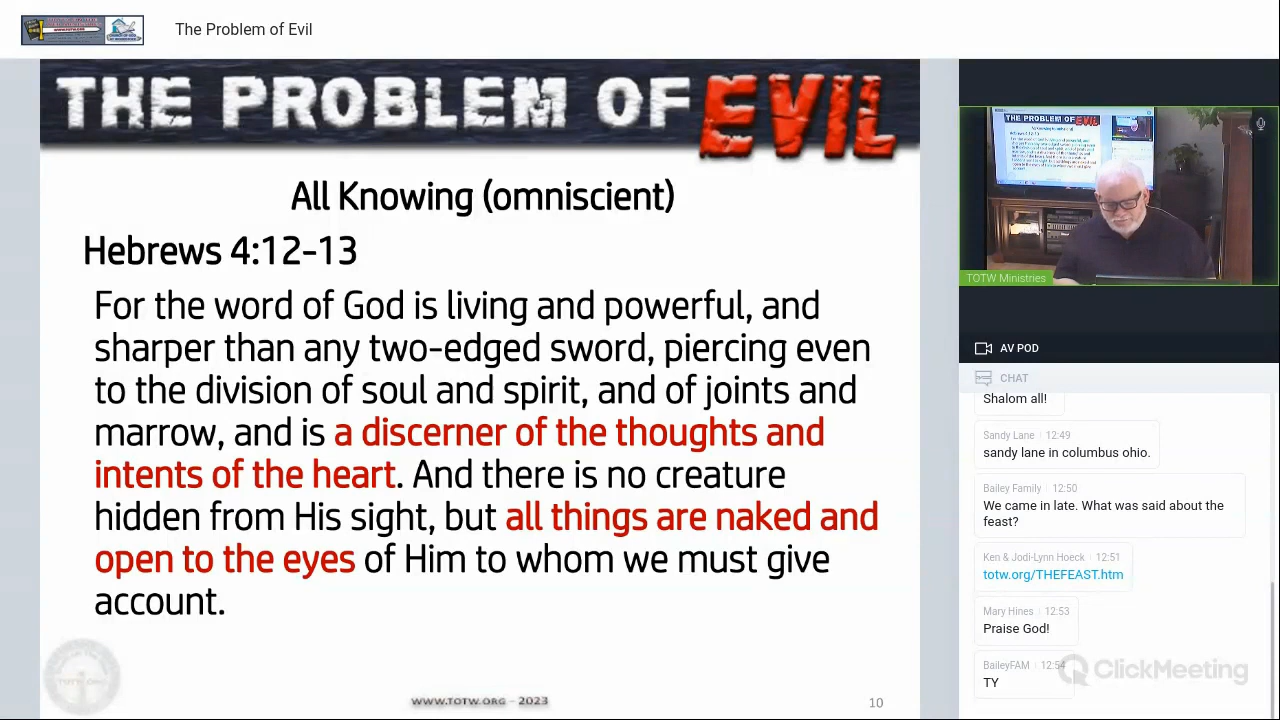 The Problem of Evil
THE PROBLEM OF EVIL
All Knowing (omniscient)
Hebrews 4:12-13
For the word of God is living and powerful, and
sharper than any two-edged sword, piercing even
to the division of soul and spirit, and of joints and
marrow, and is a discerner of the thoughts and
intents of the heart. And there is no creature
hidden from His sight, but all things are naked and
open to the eyes of Him to whom we must give
account.
WWW.TOTW.ORG - 2023
10
TOTW Ministries
AV POD
CHAT
Shalom all!
Sandy Lane 12:49
sandy lane in columbus ohio.
Bailey Family 12:50
We came in late. What was said about the
feast?
Ken & Jodi-Lynn Hoeck 12:51
totw.org/THEFEAST.htm
Mary Hines 12:53
Praise God!
BaileyFAM 12:54
TY
ClickMeeting